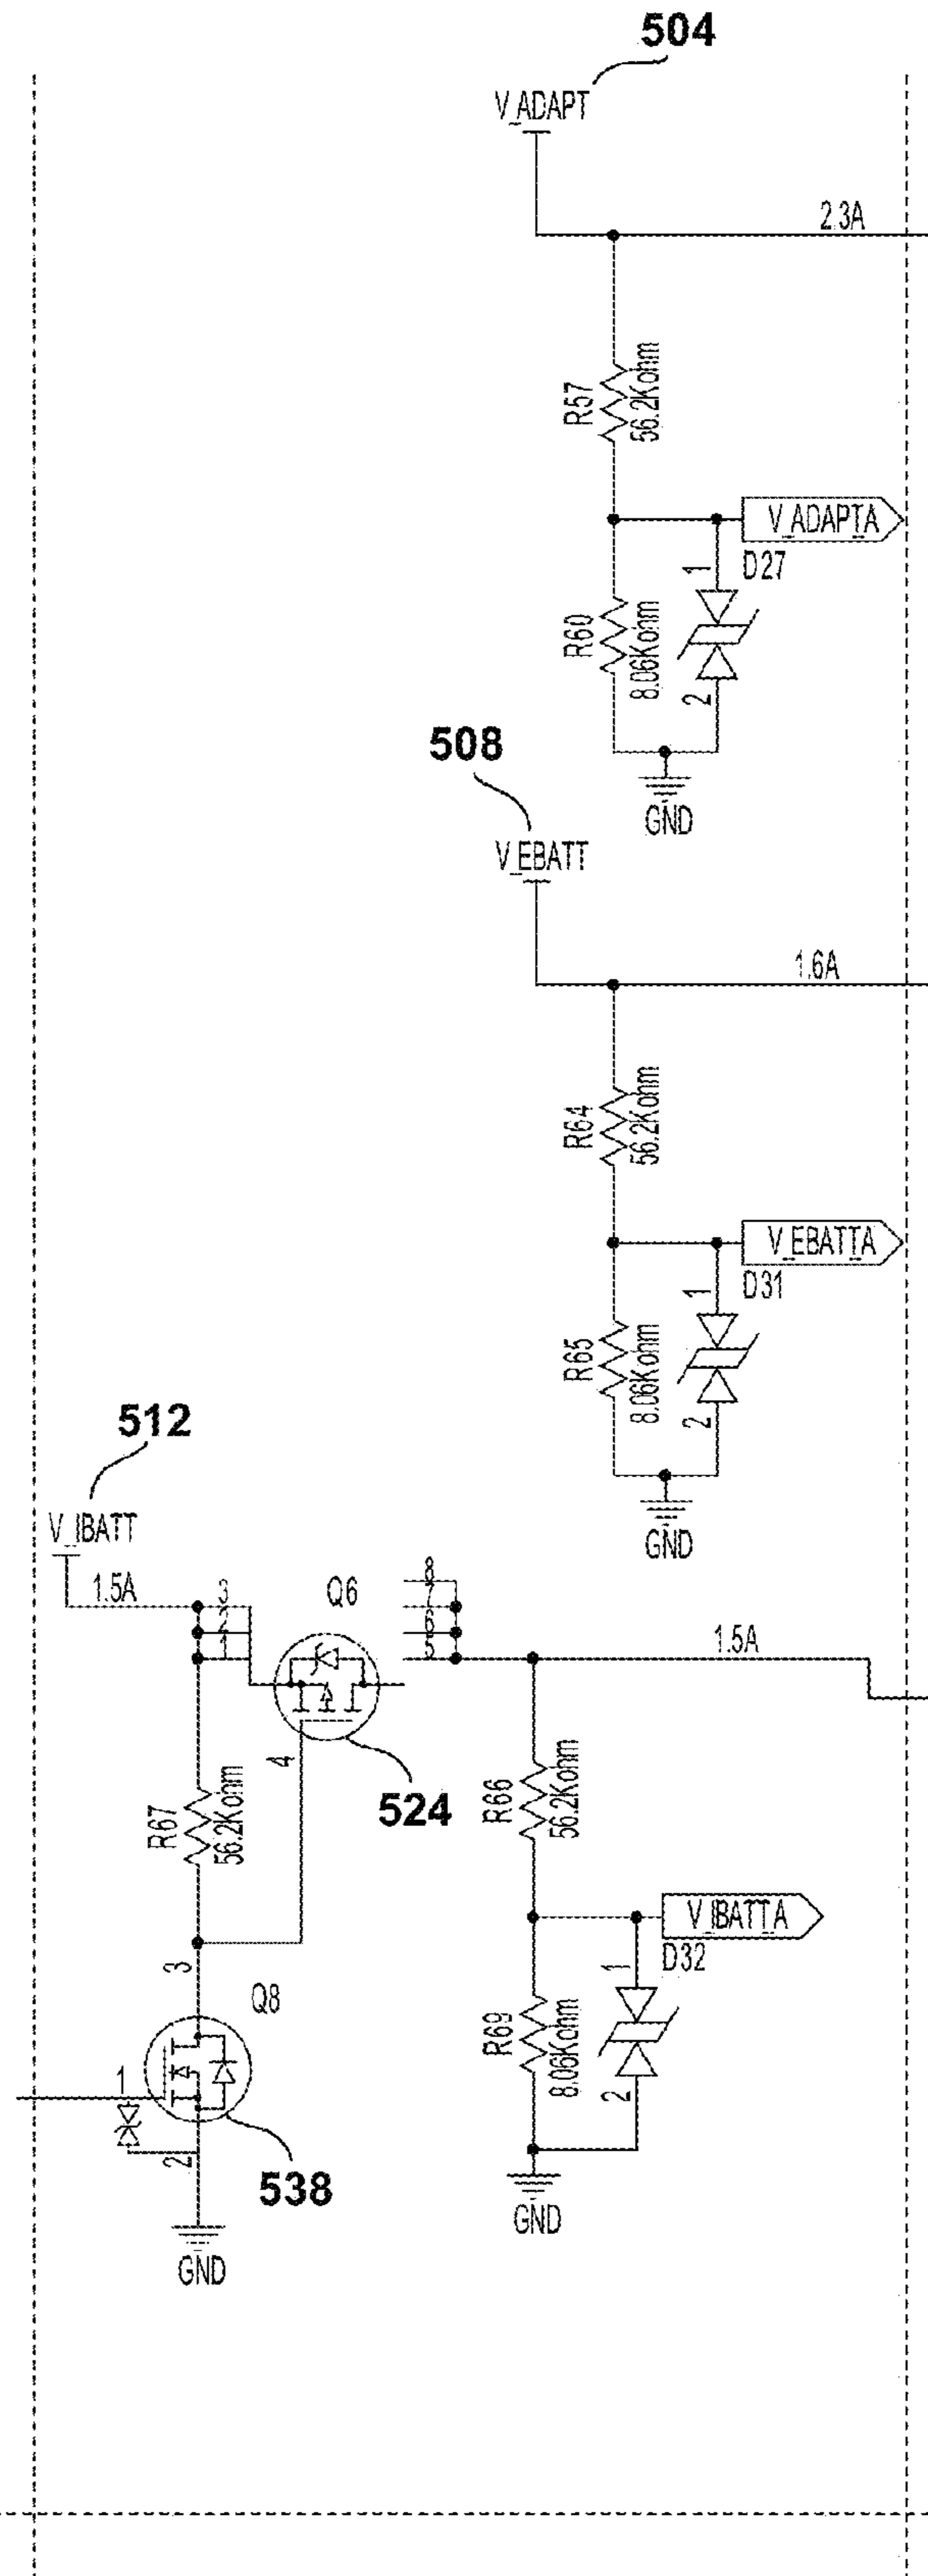 504
V_ADAPT
2.3A
R57
56.2Kohm
V_ADAPTA
D27
1
R60
8.06Kohm
2
GND
508
V_EBATT
1.6A
R64
56.2Kohm
V_EBATTA
D31
1
R65
8.06Kohm
2
GND
512
V_IBATT
1.5A
3
2
1
Q6
8
7
6
5
1.5A
4
524
R67
56.2Kohm
R66
56.2Kohm
V_IBATTA
D32
1
R69
8.06Kohm
2
GND
3
Q8
1
2
538
GND